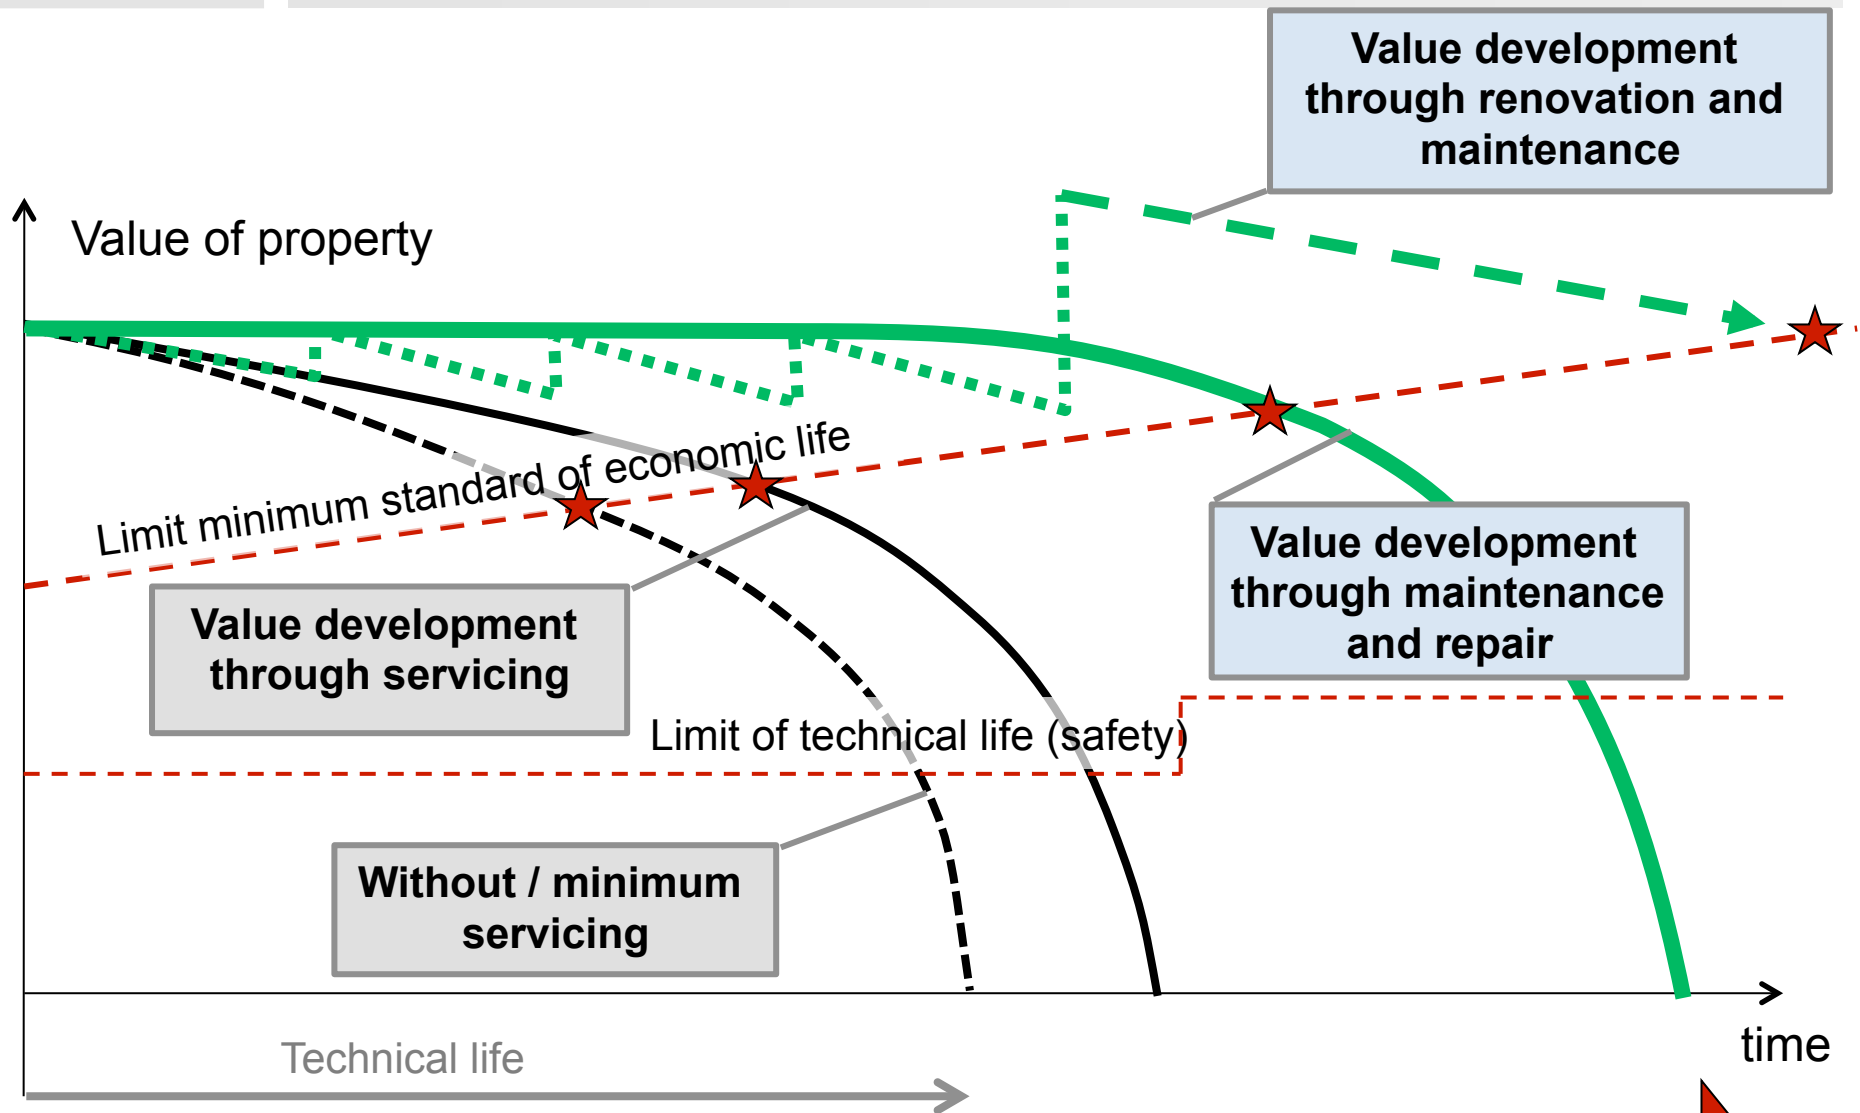 Value development
through renovation and
maintenance
Value of property
Limit minimum standard of economic life
Value development
through maintenance
and repair
Value development
through servicing
Limit of technical life (safety)
Without / minimum
servicing
time
Technical life